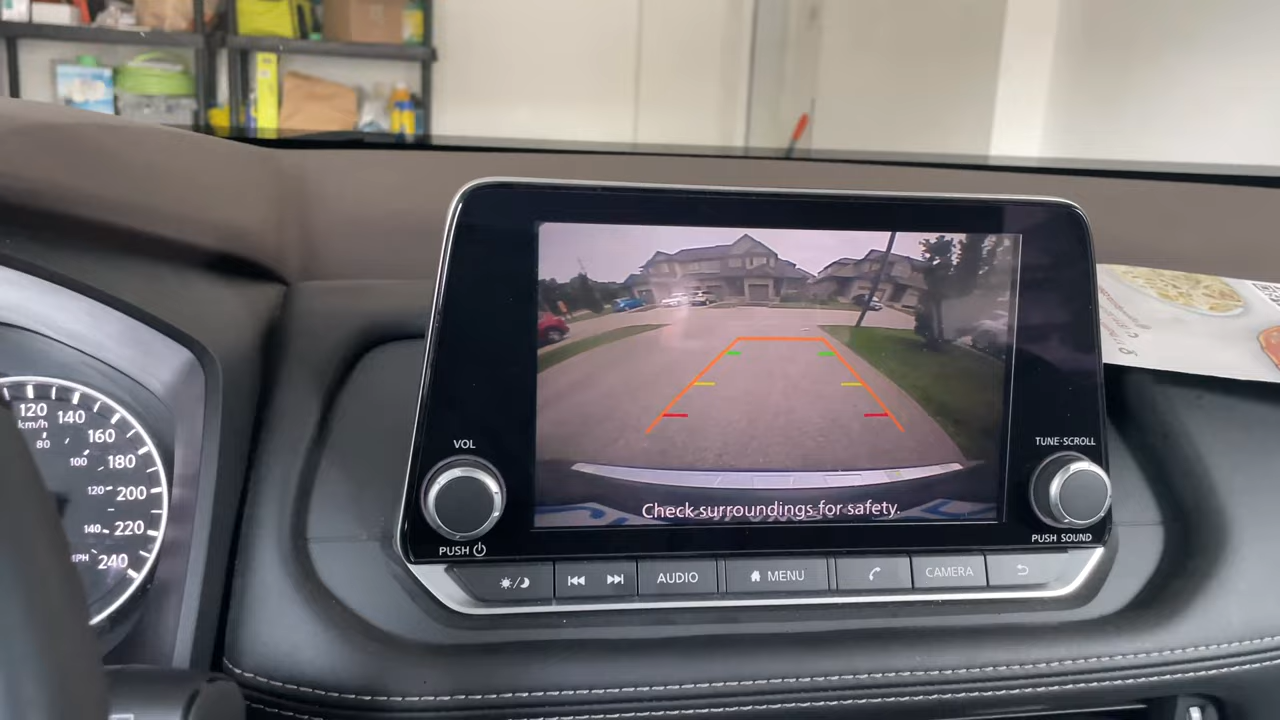 120
km/h
140
80
160
100
180
120
200
140
220
MPH
240
VOL
PUSH
TUNE·SCROLL
PUSH SOUND
Check surroundings for safety.
AUDIO
MENU
CAMERA